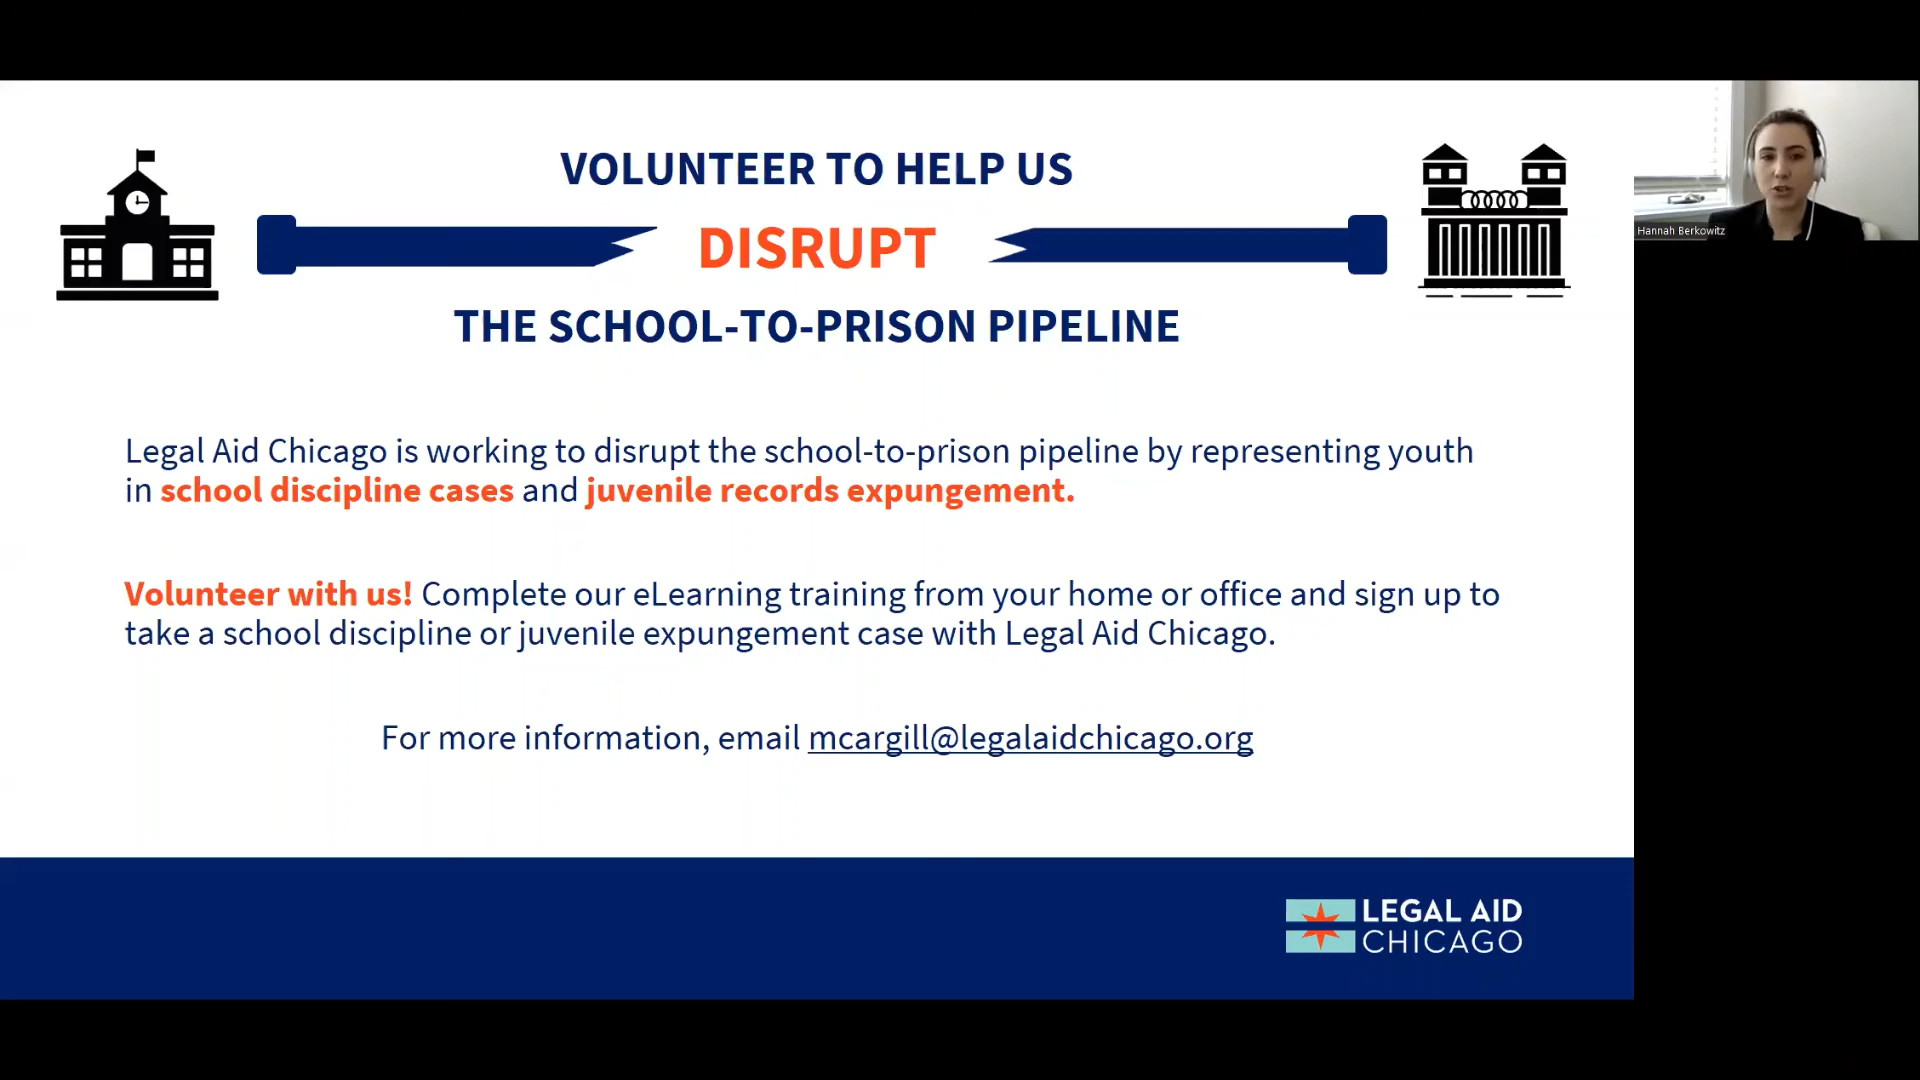 VOLUNTEER TO HELP US
DISRUPT
THE SCHOOL-TO-PRISON PIPELINE
Hannah Berkowitz
Legal Aid Chicago is working to disrupt the school-to-prison pipeline by representing youth
in school discipline cases and juvenile records expungement.
Volunteer with us! Complete our eLearning training from your home or office and sign up to
take a school discipline or juvenile expungement case with Legal Aid Chicago.
For more information, email mcargill@legalaidchicago.org
LEGAL AID
CHICAGO